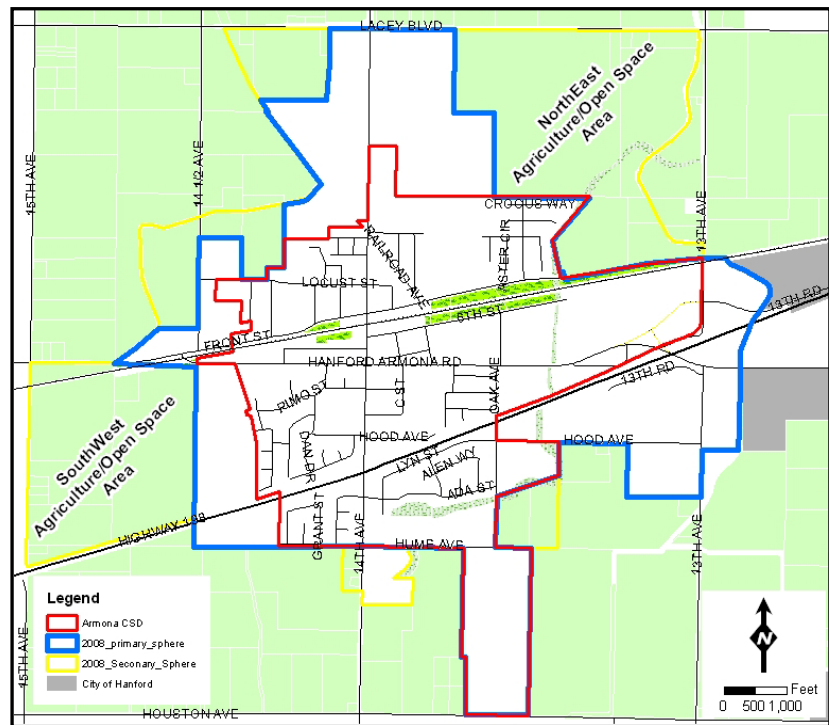 LACEY BLVD
15TH AVE
14 1/2 AVE
NorthEast
Agriculture/Open Space
Area
13TH AVE
CROCUS WAY
ASTER CIR
RAILROAD AVE
LOCUST ST
6TH ST
13TH RD
FRONT ST
HANFORD ARMONA RD
13TH RD
OAK AVE
C ST
PIMO ST
HOOD AVE
HOOD AVE
DAN DR
LYN ST
ALEN WY
ADA ST
SouthWest
Agriculture/Open Space
Area
HIGHWAY 198
GRANT ST
14TH AVE
HUME AVE
13TH AVE
15TH AVE
Legend
Armona CSD
2008_primary_sphere
2008_Seconary_Sphere
City of Hanford
HOUSTON AVE
N
Feet
0 500 1,000